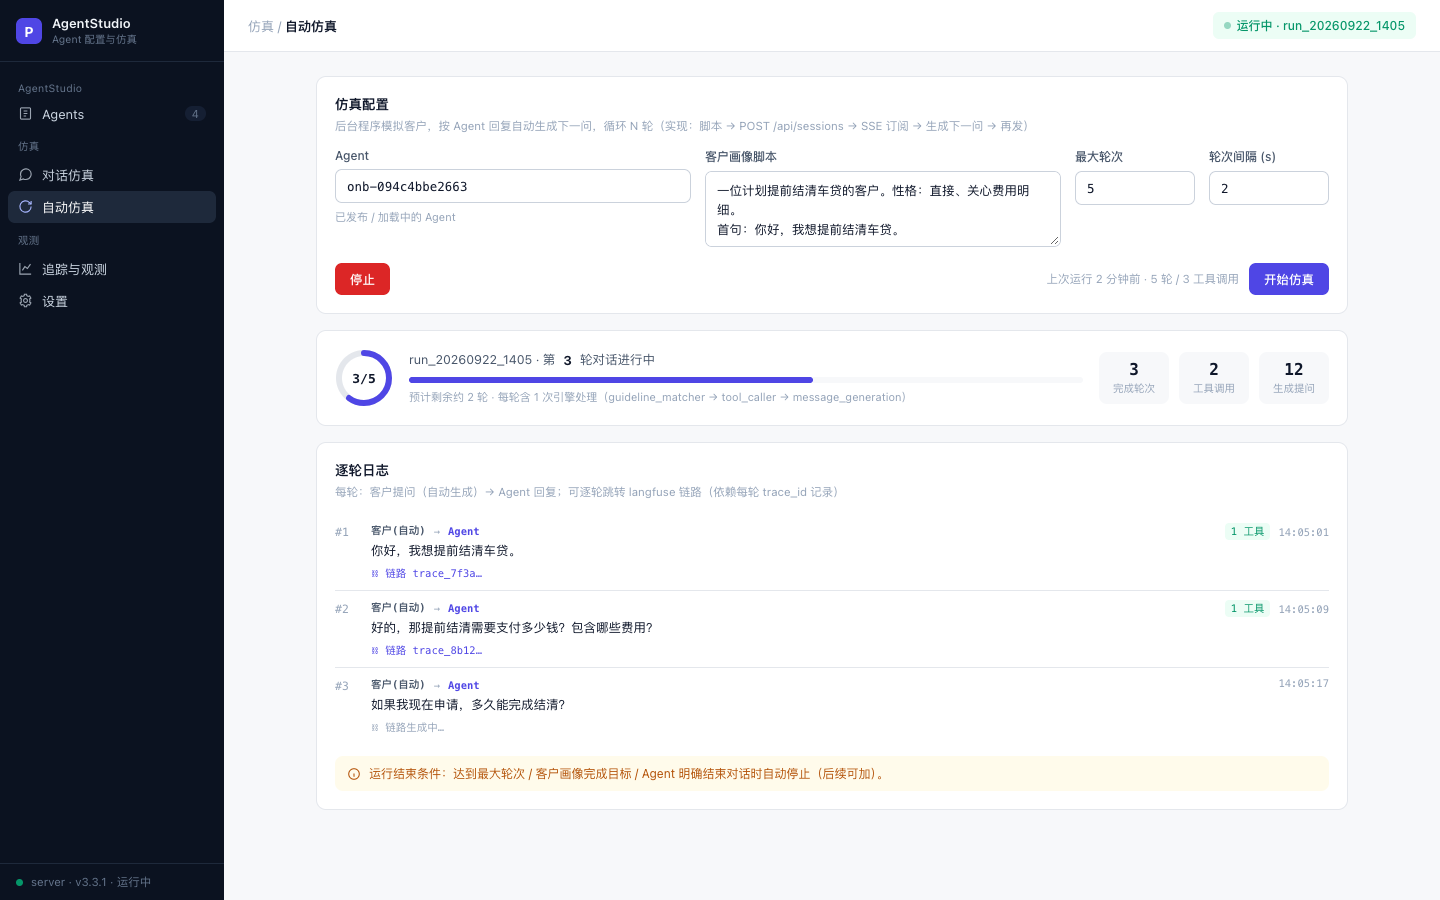 P
AgentStudio
Agent 配置与仿真
AgentStudio
Agents
4
仿真
对话仿真
自动仿真
观测
追踪与观测
设置
server · v3.3.1 · 运行中
仿真 / 自动仿真
运行中 · run_20260922_1405
仿真配置
后台程序模拟客户，按 Agent 回复自动生成下一问，循环 N 轮（实现：脚本 → POST /api/sessions → SSE 订阅 → 生成下一问 → 再发）
Agent
onb-094c4bbe2663
已发布 / 加载中的 Agent
客户画像脚本
一位计划提前结清车贷的客户。性格：直接、关心费用明
细。
首句：你好，我想提前结清车贷。
最大轮次
5
轮次间隔 (s)
2
停止
上次运行 2 分钟前 · 5 轮 / 3 工具调用
开始仿真
3/5
run_20260922_1405 · 第 3 轮对话进行中
预计剩余约 2 轮 · 每轮含 1 次引擎处理（guideline_matcher → tool_caller → message_generation）
3
完成轮次
2
工具调用
12
生成提问
逐轮日志
每轮：客户提问（自动生成）→ Agent 回复；可逐轮跳转 langfuse 链路（依赖每轮 trace_id 记录）
#1
客户(自动) → Agent
1 工具
14:05:01
你好，我想提前结清车贷。
链路 trace_7f3a…
#2
客户(自动) → Agent
1 工具
14:05:09
好的，那提前结清需要支付多少钱？包含哪些费用？
链路 trace_8b12…
#3
客户(自动) → Agent
14:05:17
如果我现在申请，多久能完成结清？
链路生成中…
运行结束条件：达到最大轮次 / 客户画像完成目标 / Agent 明确结束对话时自动停止（后续可加）。